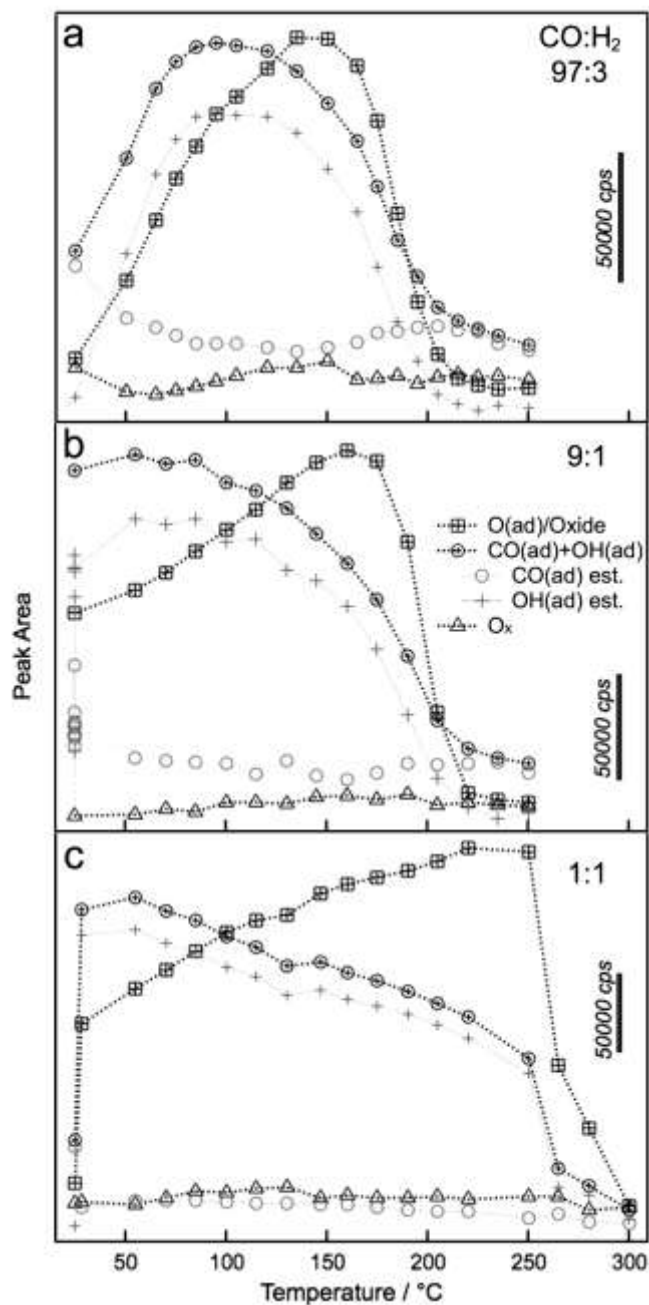 a
CO:H₂
97:3
50000 cps
b
9:1
O(ad)/Oxide
CO(ad)+OH(ad)
CO(ad) est.
OH(ad) est.
Oₓ
Peak Area
50000 cps
c
1:1
50000 cps
50 100 150 200 250 300
Temperature / °C